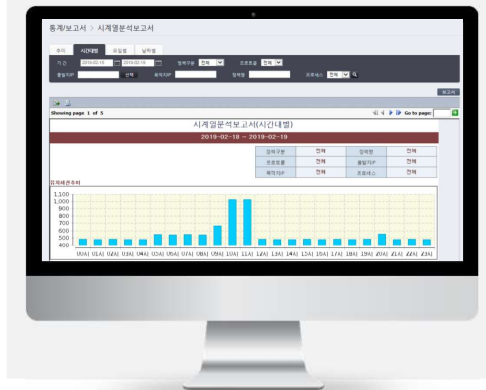 통계/보고서 > 시계열분석보고서
추이 시간대별 요일별 날짜별
기 간 2019-02-19 2019-02-19 정책구분 전체 프로토콜 전체
출발지IP 선택 목적지IP 정책명 프로세스 전체
보고서
Showing page 1 of 5 Go to page:
시계열분석보고서(시간대별)
2019-02-18 ~ 2019-02-19
정책구분 전체 정책명 전체
프로토콜 전체 출발지IP 전체
목적지IP 전체 프로세스 전체
유제세션추이
1,100
1,000
900
800
700
600
500
400
00시 01시 02시 03시 04시 05시 06시 07시 08시 09시 10시 11시 12시 13시 14시 15시 16시 17시 18시 19시 20시 21시 22시 23시